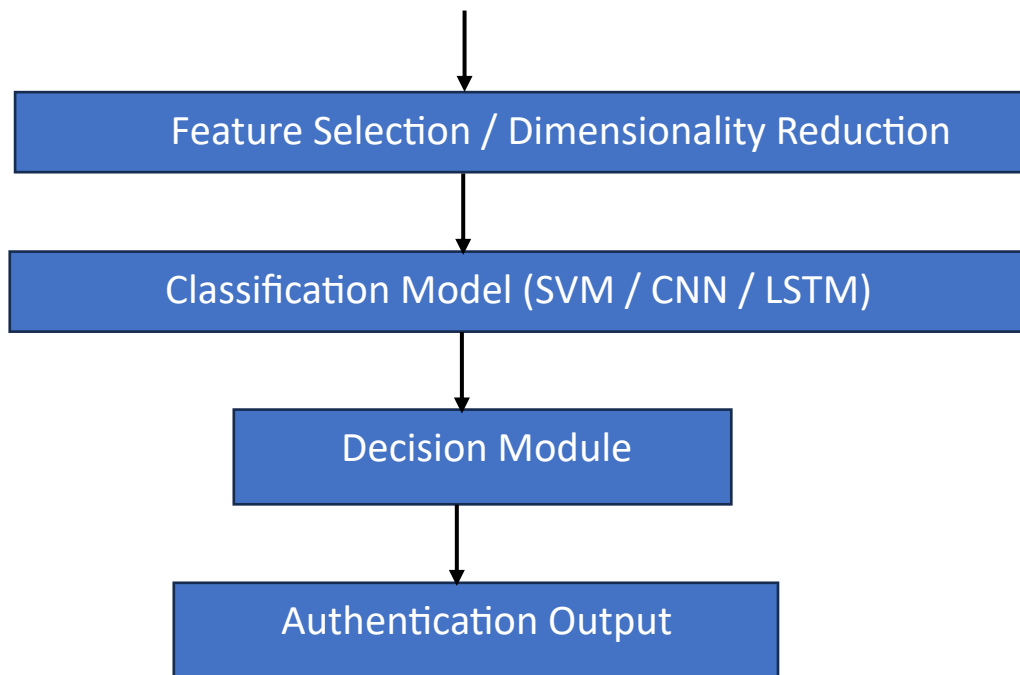 Feature Selection / Dimensionality Reduction
Classification Model (SVM / CNN / LSTM)
Decision Module
Authentication Output